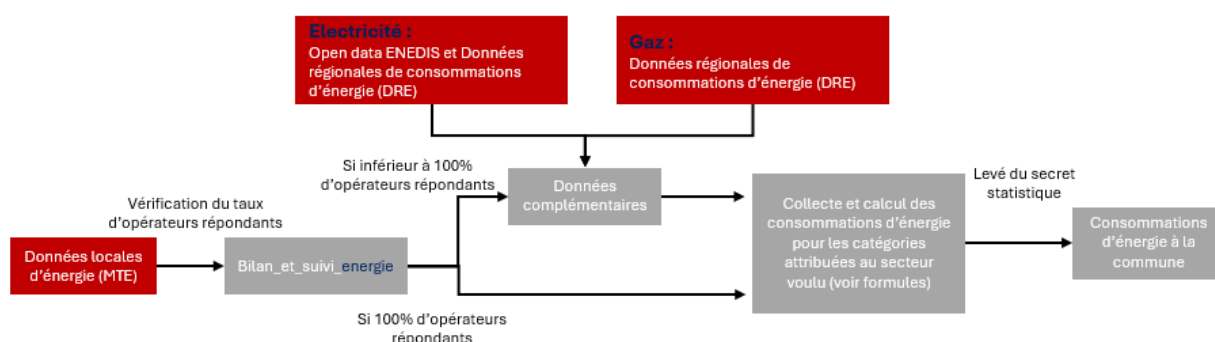 Electricité :
Open data ENEDIS et Données
régionales de consommations
d'énergie (DRE)
Gaz :
Données régionales de
consommations d'énergie (DRE)
Si inférieur à 100%
d'opérateurs répondants
Données
complémentaires
Vérification du taux
d'opérateurs répondants
Données locales
d'énergie (MTE)
Bilan_et_suivi_energie
Si 100% d'opérateurs
répondants
Collecte et calcul des
consommations d'énergie
pour les catégories
attribuées au secteur
voulu (voir formules)
Levé du secret
statistique
Consommations
d'énergie à la
commune